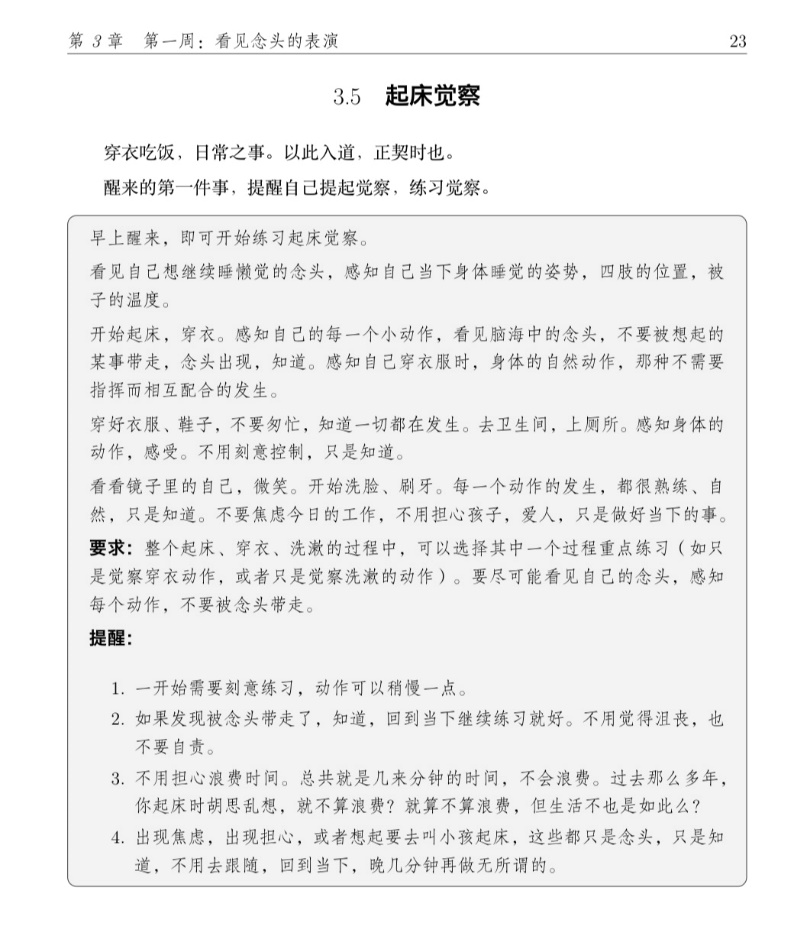 第 3 章 第一周：看见念头的表演 23
3.5 起床觉察
穿衣吃饭，日常之事。以此入道，正契时也。
醒来的第一件事，提醒自己提起觉察，练习觉察。
早上醒来，即可开始练习起床觉察。
看见自己想继续睡懒觉的念头，感知自己当下身体睡觉的姿势，四肢的位置，被
子的温度。
开始起床，穿衣。感知自己的每一个小动作，看见脑海中的念头，不要被想起的
某事带走，念头出现，知道。感知自己穿衣服时，身体的自然动作，那种不需要
指挥而相互配合的发生。
穿好衣服、鞋子，不要匆忙，知道一切都在发生。去卫生间，上厕所。感知身体的
动作，感受。不用刻意控制，只是知道。
看看镜子里的自己，微笑。开始洗脸、刷牙。每一个动作的发生，都很熟练、自
然，只是知道。不要焦虑今日的工作，不用担心孩子，爱人，只是做好当下的事。
要求：整个起床、穿衣、洗漱的过程中，可以选择其中一个过程重点练习（如只
是觉察穿衣动作，或者只是觉察洗漱的动作）。要尽可能看见自己的念头，感知
每个动作，不要被念头带走。
提醒：
1. 一开始需要刻意练习，动作可以稍慢一点。
2. 如果发现被念头带走了，知道，回到当下继续练习就好。不用觉得沮丧，也
不要自责。
3. 不用担心浪费时间。总共就是几来分钟的时间，不会浪费。过去那么多年，
你起床时胡思乱想，就不算浪费？就算不算浪费，但生活不也是如此么？
4. 出现焦虑，出现担心，或者想起要去叫小孩起床，这些都只是念头，只是知
道，不用去跟随，回到当下，晚几分钟再做无所谓的。